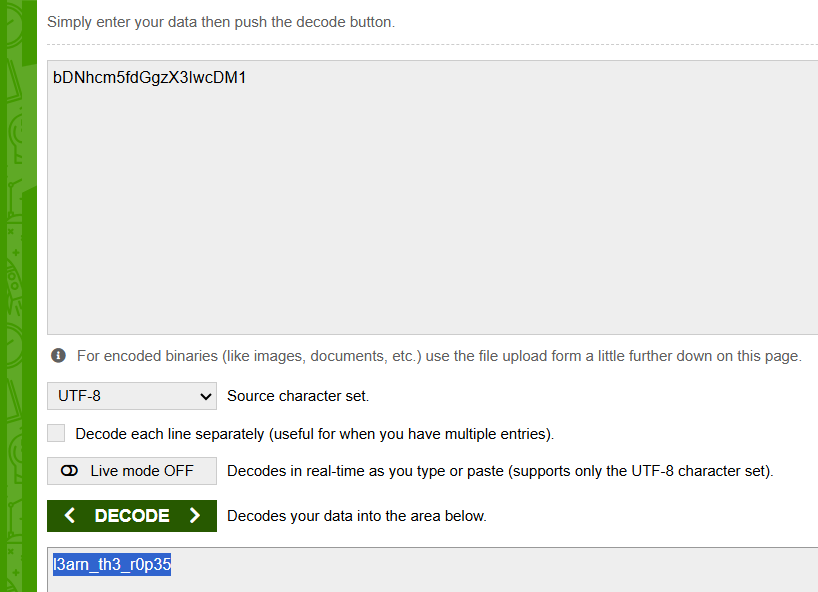 Simply enter your data then push the decode button.
bDNhcm5fdGgzX3IwcDM1
For encoded binaries (like images, documents, etc.) use the file upload form a little further down on this page.
UTF-8 Source character set.
Decode each line separately (useful for when you have multiple entries).
Live mode OFF Decodes in real-time as you type or paste (supports only the UTF-8 character set).
DECODE Decodes your data into the area below.
l3arn_th3_r0p35